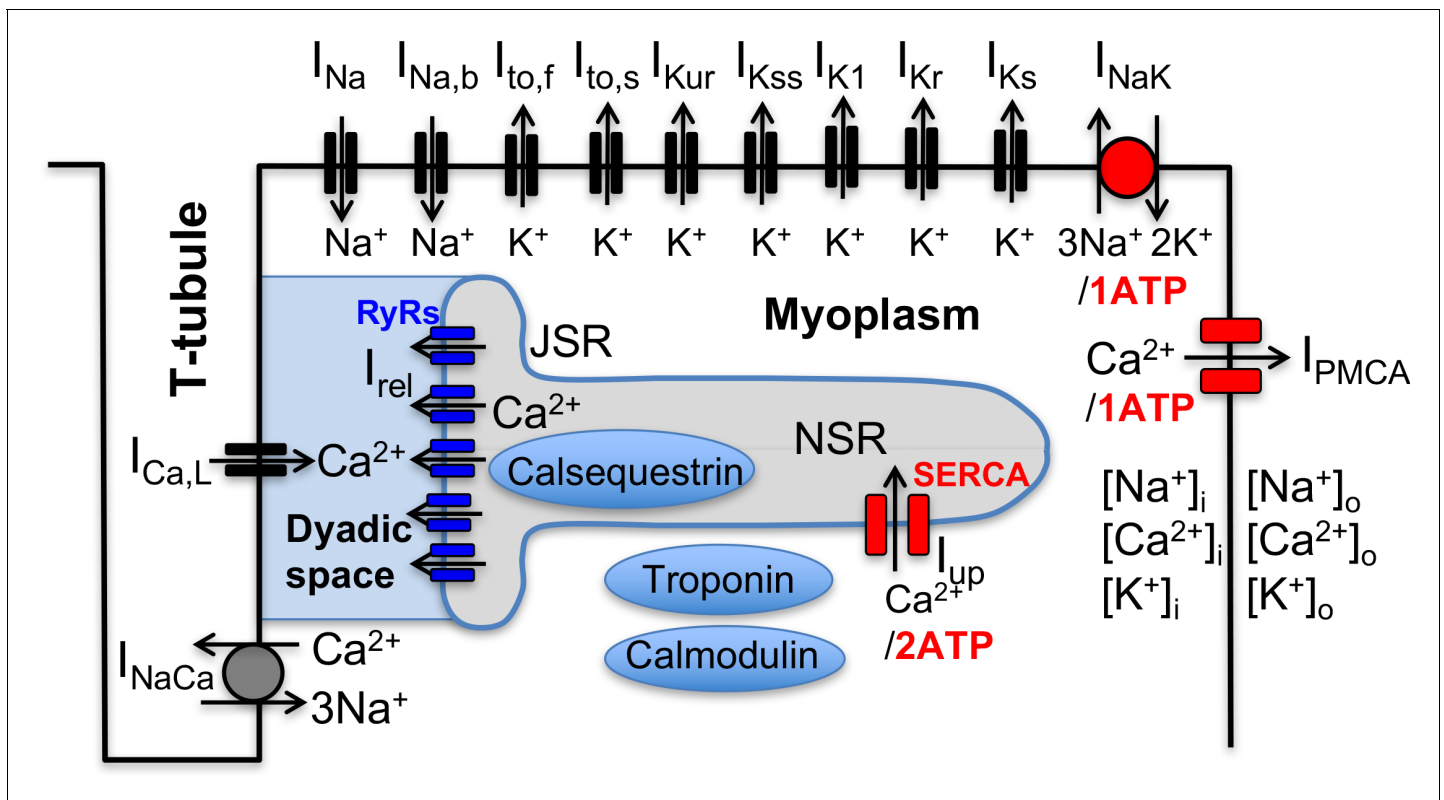 I_Na I_Na,b I_to,f I_to,s I_Kur I_Kss I_K1 I_Kr I_Ks I_NaK
Na⁺ Na⁺ K⁺ K⁺ K⁺ K⁺ K⁺ K⁺ K⁺ 3Na⁺ 2K⁺
/1ATP
T-tubule
RyRs
Myoplasm
JSR
I_rel
Ca²⁺
I_PMCA
/1ATP
Ca²⁺
NSR
I_Ca,L
Ca²⁺
Calsequestrin
SERCA
[Na⁺]_i [Na⁺]_o
[Ca²⁺]_i [Ca²⁺]_o
[K⁺]_i [K⁺]_o
Dyadic
space
Troponin
I_up
Ca²⁺
/2ATP
Calmodulin
Ca²⁺
I_NaCa
3Na⁺